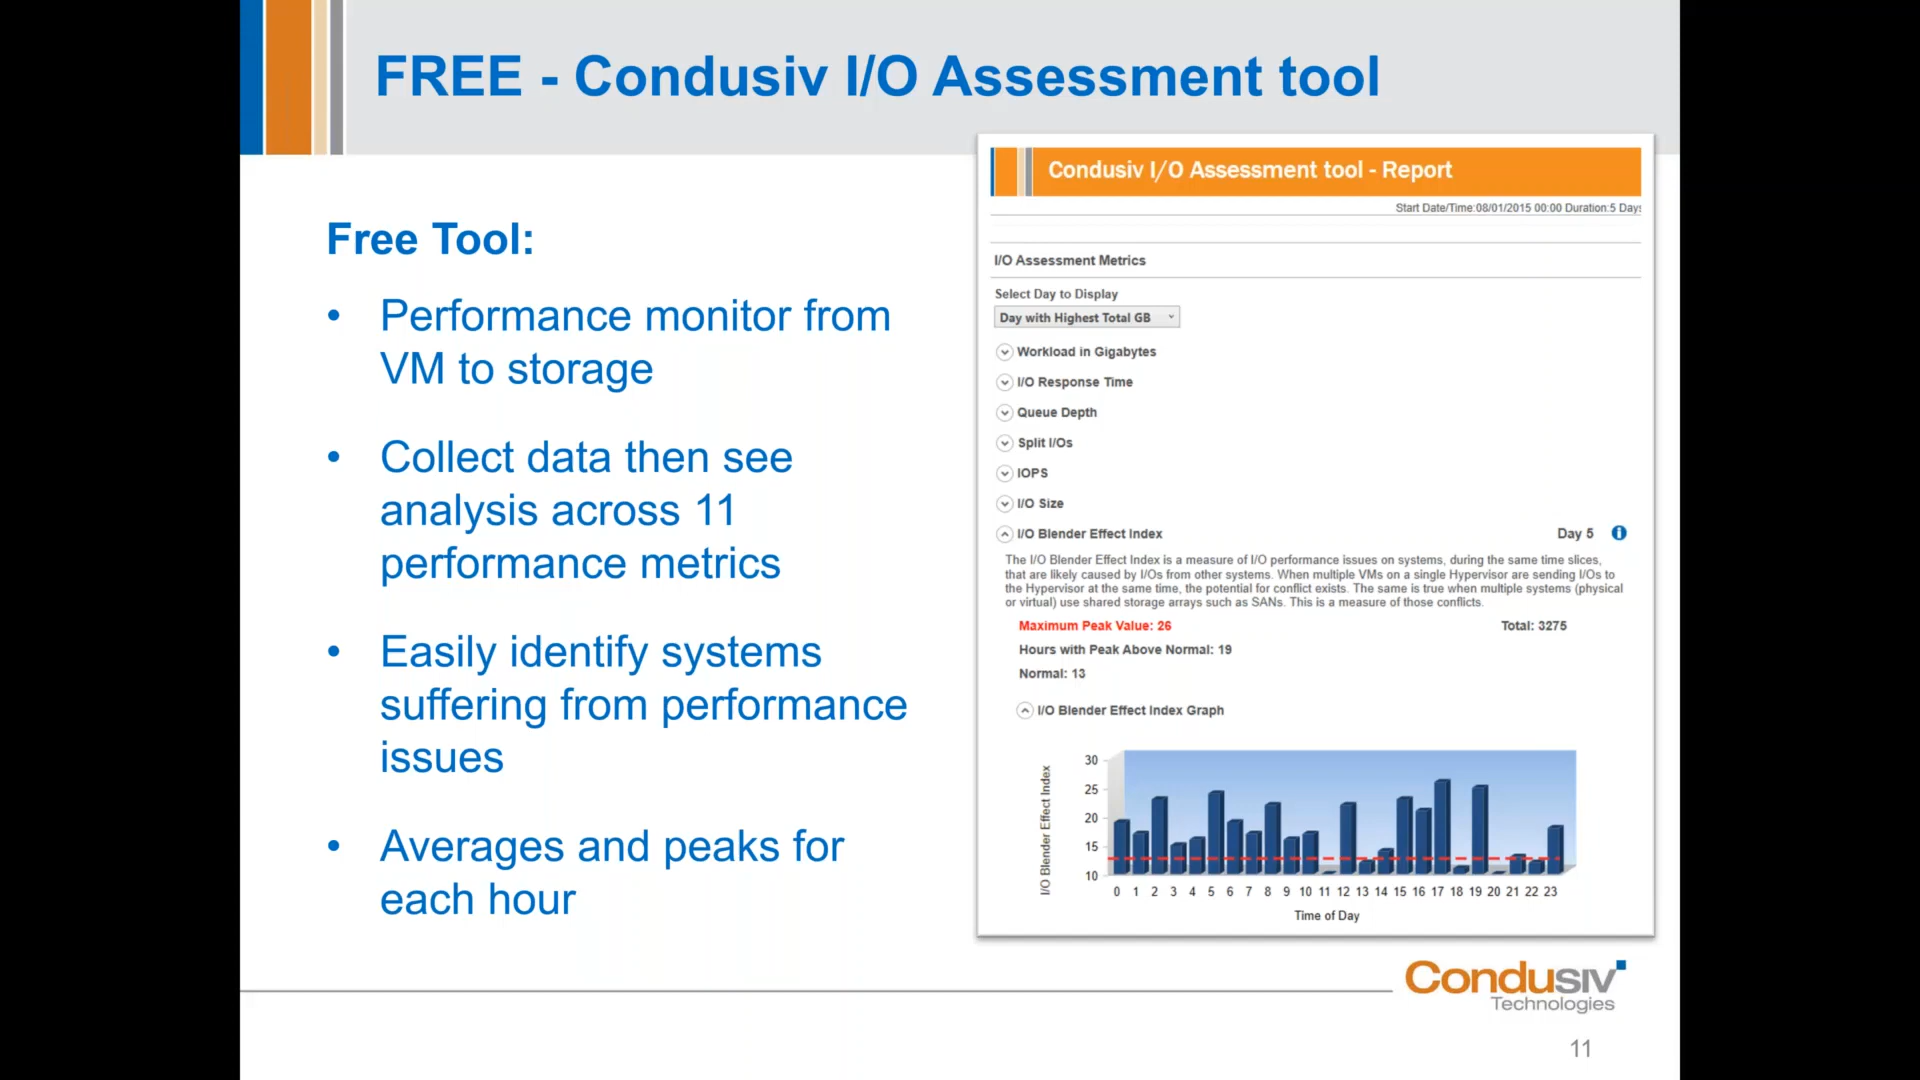 FREE - Condusiv I/O Assessment tool
Free Tool:
• Performance monitor from
VM to storage
• Collect data then see
analysis across 11
performance metrics
• Easily identify systems
suffering from performance
issues
• Averages and peaks for
each hour
Condusiv I/O Assessment tool - Report
Start Date/Time:08/01/2015 00:00 Duration:5 Days
I/O Assessment Metrics
Select Day to Display
Day with Highest Total GB
Workload in Gigabytes
I/O Response Time
Queue Depth
Split I/Os
IOPS
I/O Size
I/O Blender Effect Index Day 5
The I/O Blender Effect Index is a measure of I/O performance issues on systems, during the same time slices,
that are likely caused by I/Os from other systems. When multiple VMs on a single Hypervisor are sending I/Os to
the Hypervisor at the same time, the potential for conflict exists. The same is true when multiple systems (physical
or virtual) use shared storage arrays such as SANs. This is a measure of those conflicts.
Maximum Peak Value: 26 Total: 3275
Hours with Peak Above Normal: 19
Normal: 13
I/O Blender Effect Index Graph
I/O Blender Effect Index
30
25
20
15
10
0 1 2 3 4 5 6 7 8 9 10 11 12 13 14 15 16 17 18 19 20 21 22 23
Time of Day
Condusiv
Technologies
11